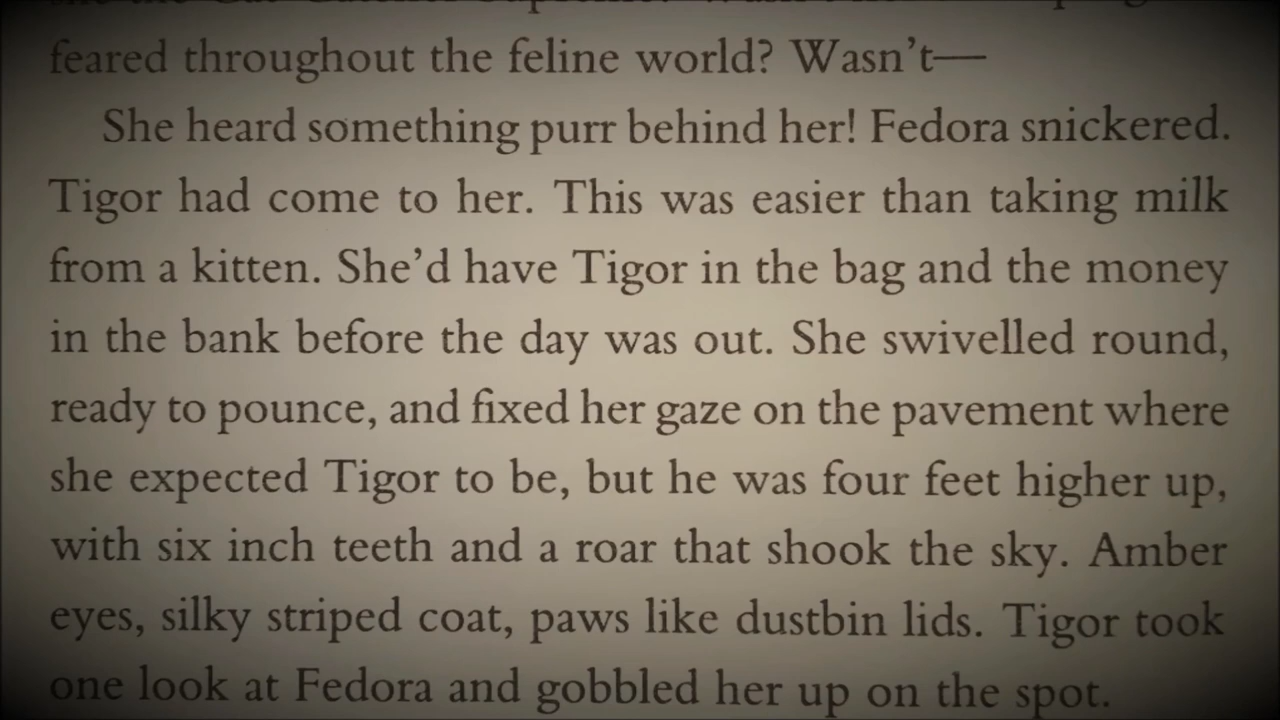 feared throughout the feline world? Wasn’t—
She heard something purr behind her! Fedora snickered.
Tigor had come to her. This was easier than taking milk
from a kitten. She’d have Tigor in the bag and the money
in the bank before the day was out. She swivelled round,
ready to pounce, and fixed her gaze on the pavement where
she expected Tigor to be, but he was four feet higher up,
with six inch teeth and a roar that shook the sky. Amber
eyes, silky striped coat, paws like dustbin lids. Tigor took
one look at Fedora and gobbled her up on the spot.